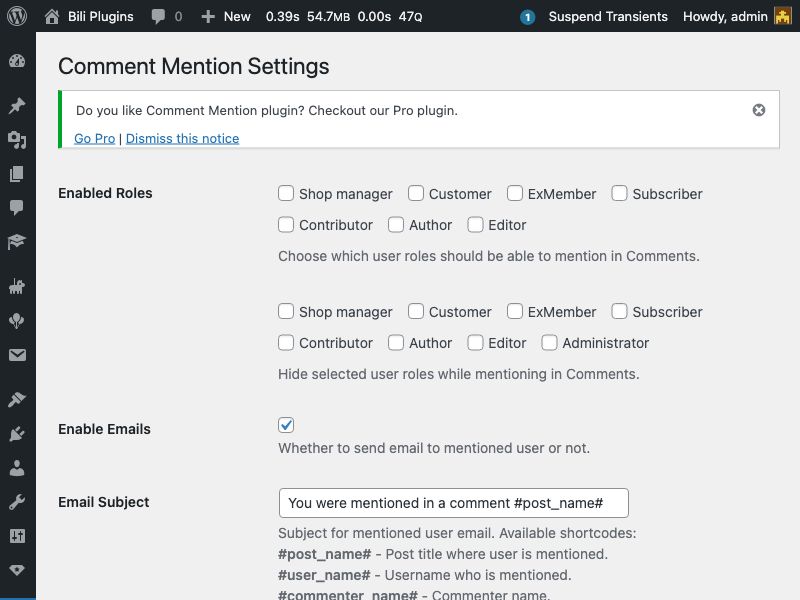 Bili Plugins 0 New 0.39s 54.7MB 0.00s 47Q 1 Suspend Transients Howdy, admin
Comment Mention Settings
Do you like Comment Mention plugin? Checkout our Pro plugin.
Go Pro | Dismiss this notice
Enabled Roles
Shop manager Customer ExMember Subscriber
Contributor Author Editor
Choose which user roles should be able to mention in Comments.
Shop manager Customer ExMember Subscriber
Contributor Author Editor Administrator
Hide selected user roles while mentioning in Comments.
Enable Emails
Whether to send email to mentioned user or not.
Email Subject
You were mentioned in a comment #post_name#
Subject for mentioned user email. Available shortcodes:
#post_name# - Post title where user is mentioned.
#user_name# - Username who is mentioned.
#commenter_name# - Commenter name.